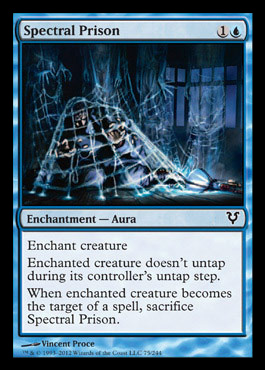 Spectral Prison 1
Enchantment — Aura
Enchant creature
Enchanted creature doesn't untap
during its controller's untap step.
When enchanted creature becomes
the target of a spell, sacrifice
Spectral Prison.
Vincent Proce
™ & © 1993–2012 Wizards of the Coast LLC 75/244